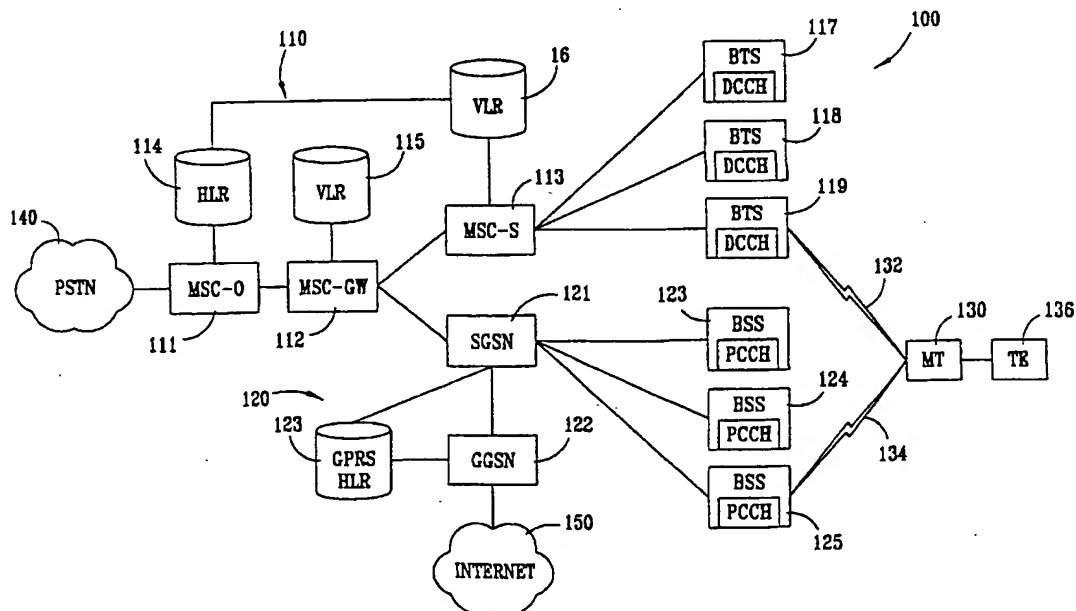 117
100
110
16
BTS
DCCH
VLR
118
114
115
BTS
DCCH
113
119
140
HLR
VLR
MSC-S
BTS
DCCH
132
PSTN
MSC-O
MSC-GW
121
123
130
136
111
112
SGSN
BSS
PCCH
MT
TE
120
124
123
122
BSS
PCCH
134
GPRS
HLR
GGSN
BSS
PCCH
150
125
INTERNET